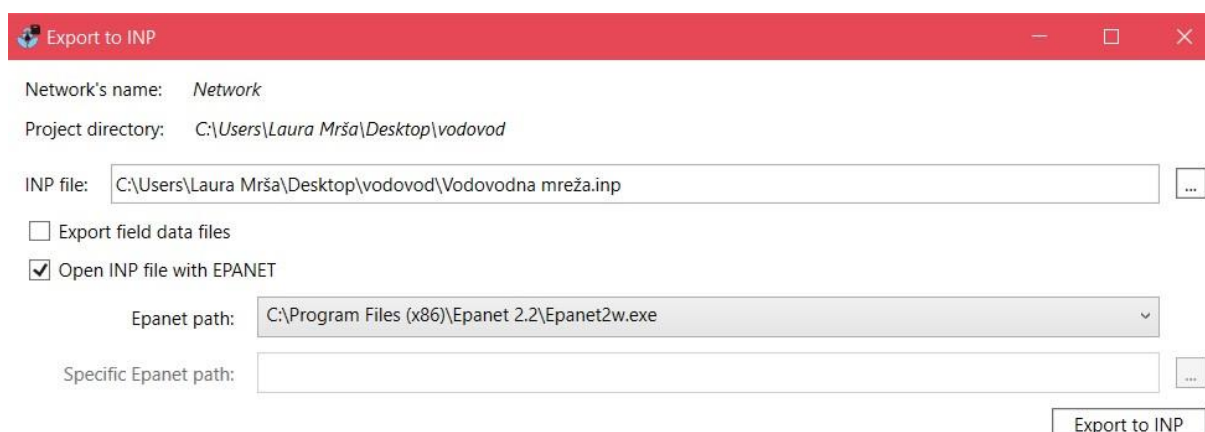 Export to INP
Network's name: Network
Project directory: C:\Users\Laura Mrša\Desktop\vodovod
INP file: C:\Users\Laura Mrša\Desktop\vodovod\Vodovodna mreža.inp ...
Export field data files
Open INP file with EPANET
Epanet path: C:\Program Files (x86)\Epanet 2.2\Epanet2w.exe
Specific Epanet path: ...
Export to INP